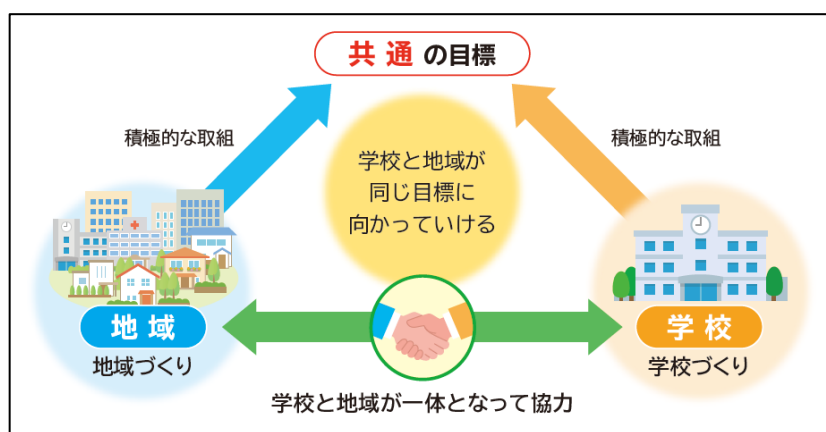 共通の目標
積極的な取組
積極的な取組
学校と地域が
同じ目標に
向かっていける
地域
学校
地域づくり
学校づくり
学校と地域が一体となって協力